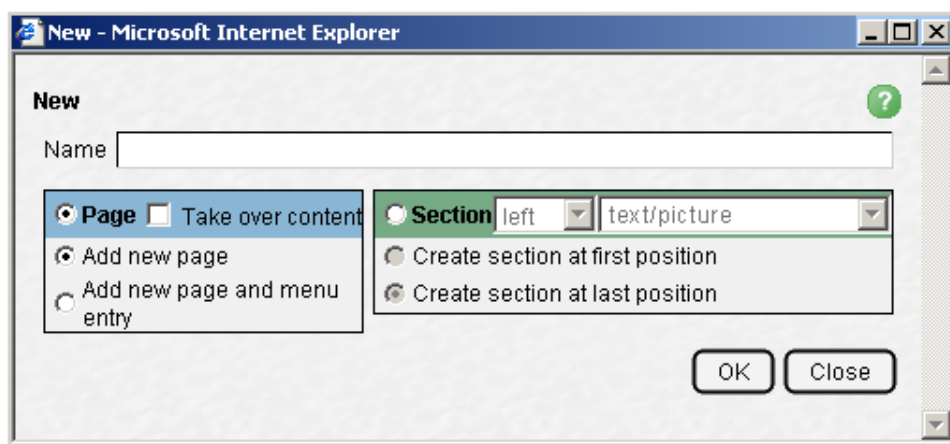 New - Microsoft Internet Explorer
New
?
Name
Page Take over content
Add new page
Add new page and menu
entry
Section left text/picture
Create section at first position
Create section at last position
OK Close